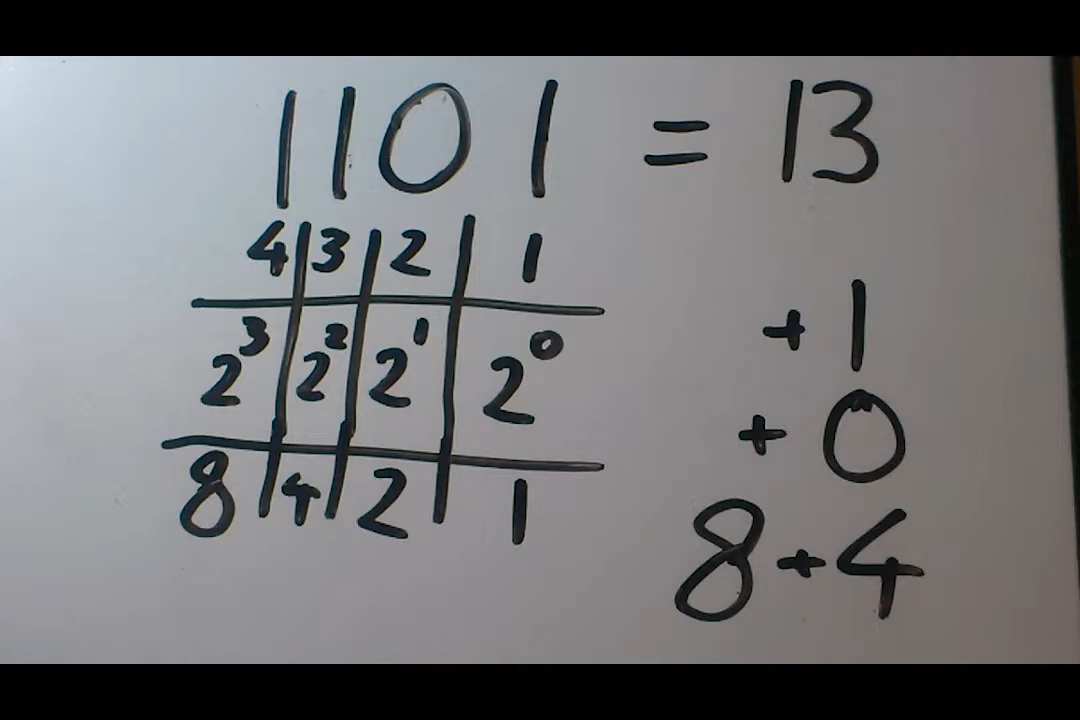 1101 = 13
4 3 2 1
2³ 2² 2¹ 2⁰
8 4 2 1
+ 1
+ 0
8 + 4